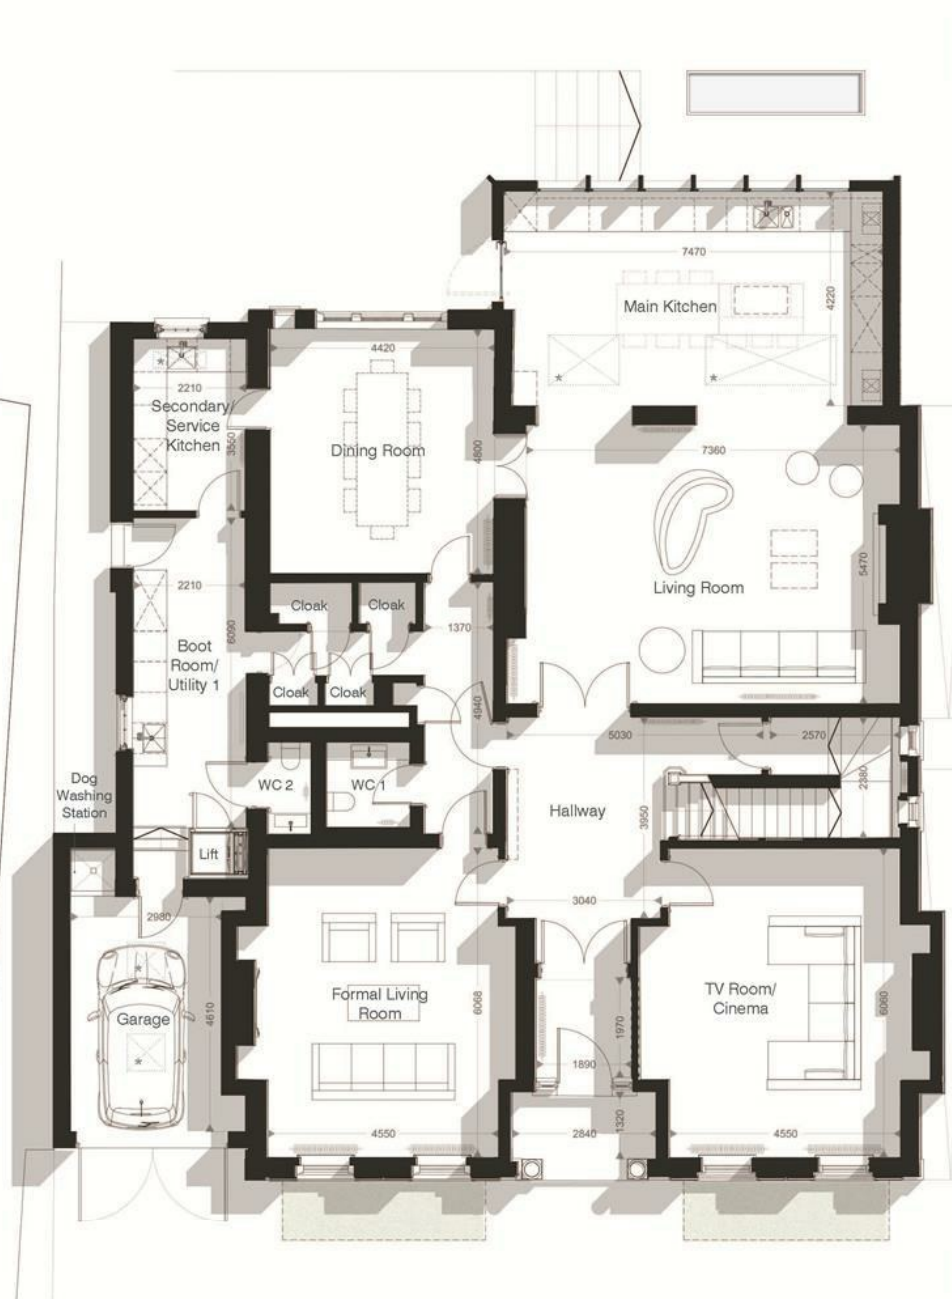 7470
Main Kitchen
4220
4420
2210
Secondary/
Service
Kitchen
3550
Dining Room
4800
7360
Living Room
5470
2210
6090
Boot
Room/
Utility 1
Cloak
Cloak
Cloak
Cloak
1370
4940
5030
2570
2380
3950
Hallway
WC 2
WC 1
Dog
Washing
Station
Lift
2980
3040
Formal Living
Room
6068
TV Room/
Cinema
6060
Garage
4610
1970
1890
1320
2840
4550
4550